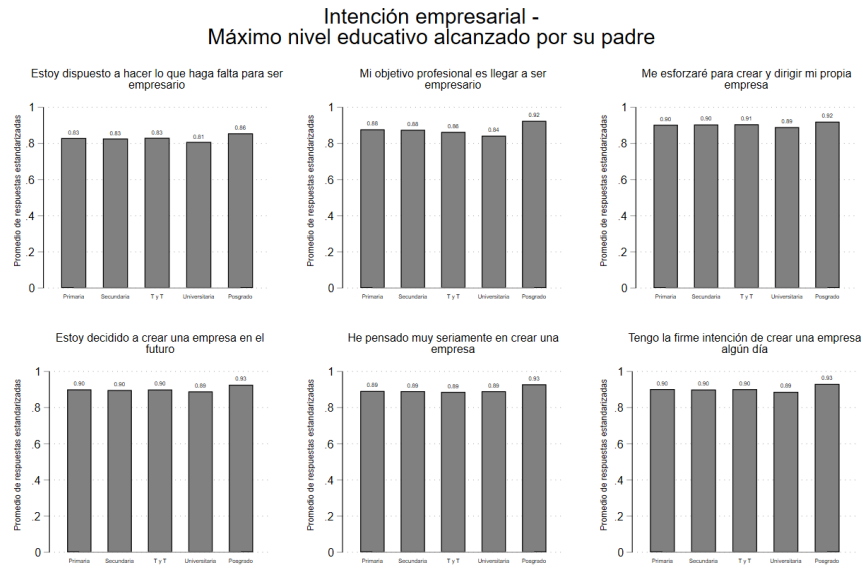 Intención empresarial -
Máximo nivel educativo alcanzado por su padre
Estoy dispuesto a hacer lo que haga falta para ser
empresario
Promedio de respuestas estandarizadas
1
.8
.6
.4
.2
0
0.83
0.83
0.83
0.81
0.86
Primaria
Secundaria
T y T
Universitaria
Posgrado
Mi objetivo profesional es llegar a ser
empresario
Promedio de respuestas estandarizadas
1
.8
.6
.4
.2
0
0.88
0.88
0.86
0.84
0.92
Primaria
Secundaria
T y T
Universitaria
Posgrado
Me esforzaré para crear y dirigir mi propia
empresa
Promedio de respuestas estandarizadas
1
.8
.6
.4
.2
0
0.90
0.90
0.91
0.89
0.92
Primaria
Secundaria
T y T
Universitaria
Posgrado
Estoy decidido a crear una empresa en el
futuro
Promedio de respuestas estandarizadas
1
.8
.6
.4
.2
0
0.90
0.90
0.90
0.89
0.93
Primaria
Secundaria
T y T
Universitaria
Posgrado
He pensado muy seriamente en crear una
empresa
Promedio de respuestas estandarizadas
1
.8
.6
.4
.2
0
0.89
0.89
0.89
0.89
0.93
Primaria
Secundaria
T y T
Universitaria
Posgrado
Tengo la firme intención de crear una empresa
algún día
Promedio de respuestas estandarizadas
1
.8
.6
.4
.2
0
0.90
0.90
0.90
0.89
0.93
Primaria
Secundaria
T y T
Universitaria
Posgrado